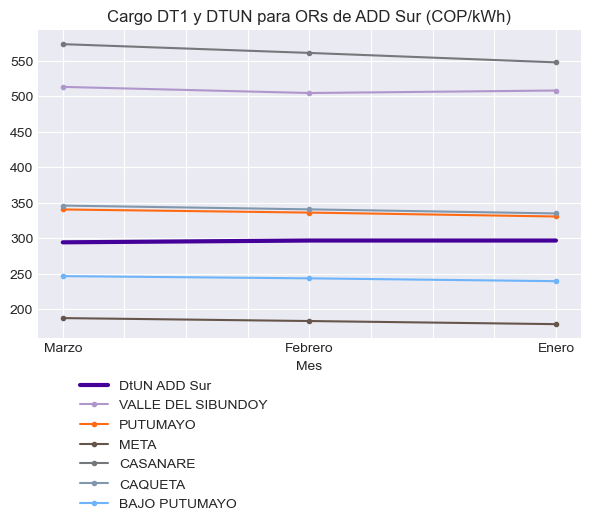 Cargo DT1 y DTUN para ORs de ADD Sur (COP/kWh)
550
500
450
400
350
300
250
200
Marzo Febrero Enero
Mes
DtUN ADD Sur
VALLE DEL SIBUNDOY
PUTUMAYO
META
CASANARE
CAQUETA
BAJO PUTUMAYO